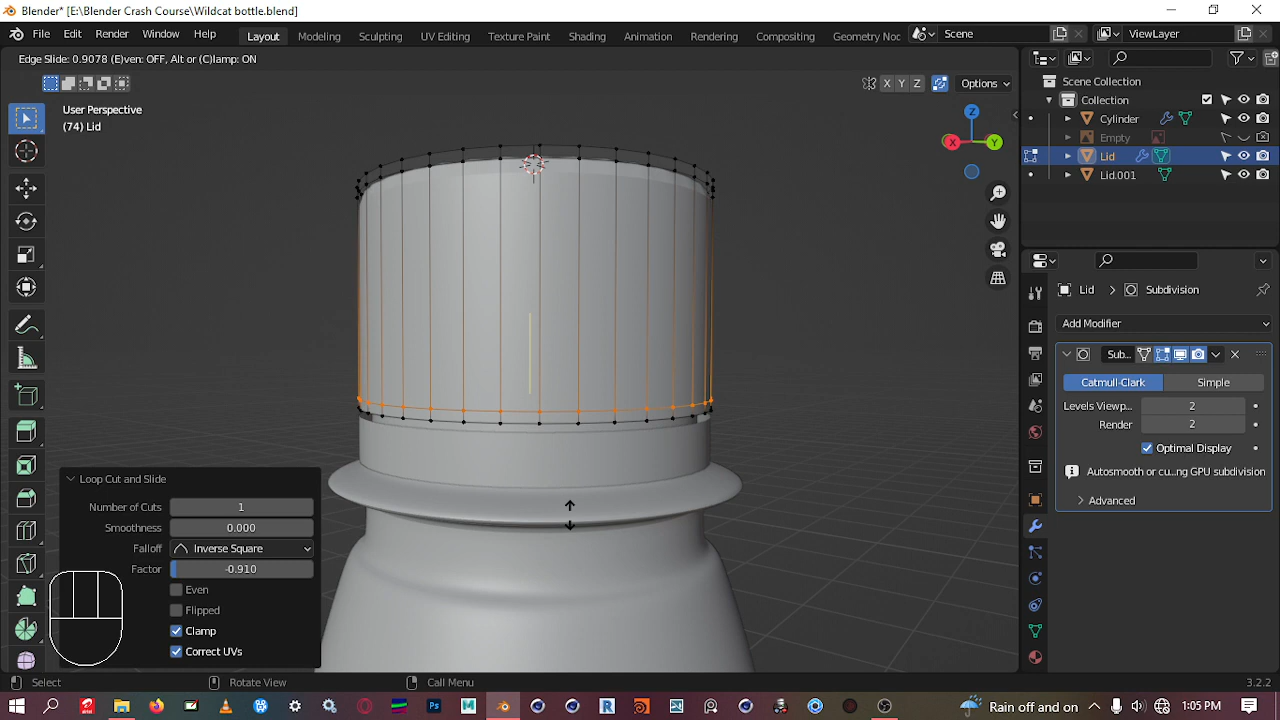 Blender* [E:\Blender Crash Course\Wildcat bottle.blend]
File Edit Render Window Help Layout Modeling Sculpting UV Editing Texture Paint Shading Animation Rendering Compositing Geometry Noc Scene ViewLayer
Edge Slide: 0.9078 (E)ven: OFF, Alt or (C)lamp: ON
X Y Z Options
User Perspective
(74) Lid
Z
X
Y
Scene Collection
Collection
Cylinder
Empty
Lid
Lid.001
Lid > Subdivision
Add Modifier
Sub...
Catmull-Clark Simple
Levels Viewp... 2
Render 2
Optimal Display
Autosmooth or cu...ng GPU subdivision
Advanced
Loop Cut and Slide
Number of Cuts 1
Smoothness 0.000
Falloff Inverse Square
Factor -0.910
Even
Flipped
Clamp
Correct UVs
Select Rotate View Call Menu 3.2.2
Rain off and on 1:05 PM